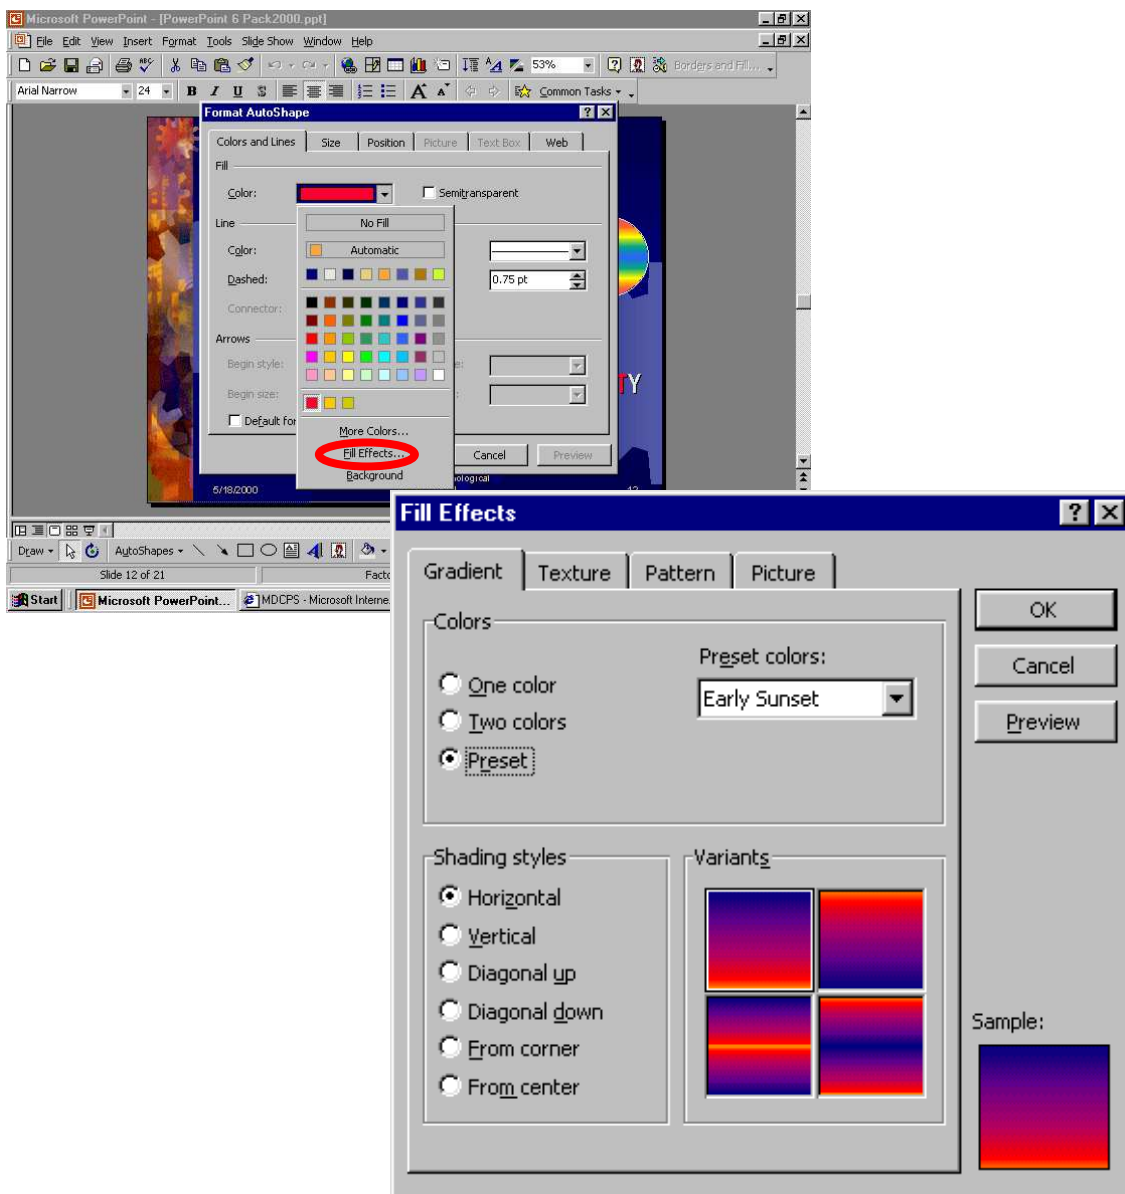 Microsoft PowerPoint - [PowerPoint 6 Pack2000.ppt]
File Edit View Insert Format Tools Slide Show Window Help
53% Borders and Fill...
Arial Narrow 24 B I U S A A Common Tasks
Format AutoShape
Colors and Lines Size Position Picture Text Box Web
Fill
Color: Semitransparent
No Fill
Line
Color: Automatic
Dashed: 0.75 pt
Connector:
Arrows
Begin style: e:
Begin size: :
TY
Default for
More Colors...
Fill Effects... Cancel Preview
Background
ological
5/18/2000 12
Draw AutoShapes
Slide 12 of 21 Facto
Start Microsoft PowerPoint... MDCPS - Microsoft Interne
Fill Effects
Gradient Texture Pattern Picture
OK
Cancel
Preview
Colors
Preset colors:
One color
Early Sunset
Two colors
Preset
Shading styles
Horizontal
Vertical
Diagonal up
Diagonal down
From corner
From center
Variants
Sample: